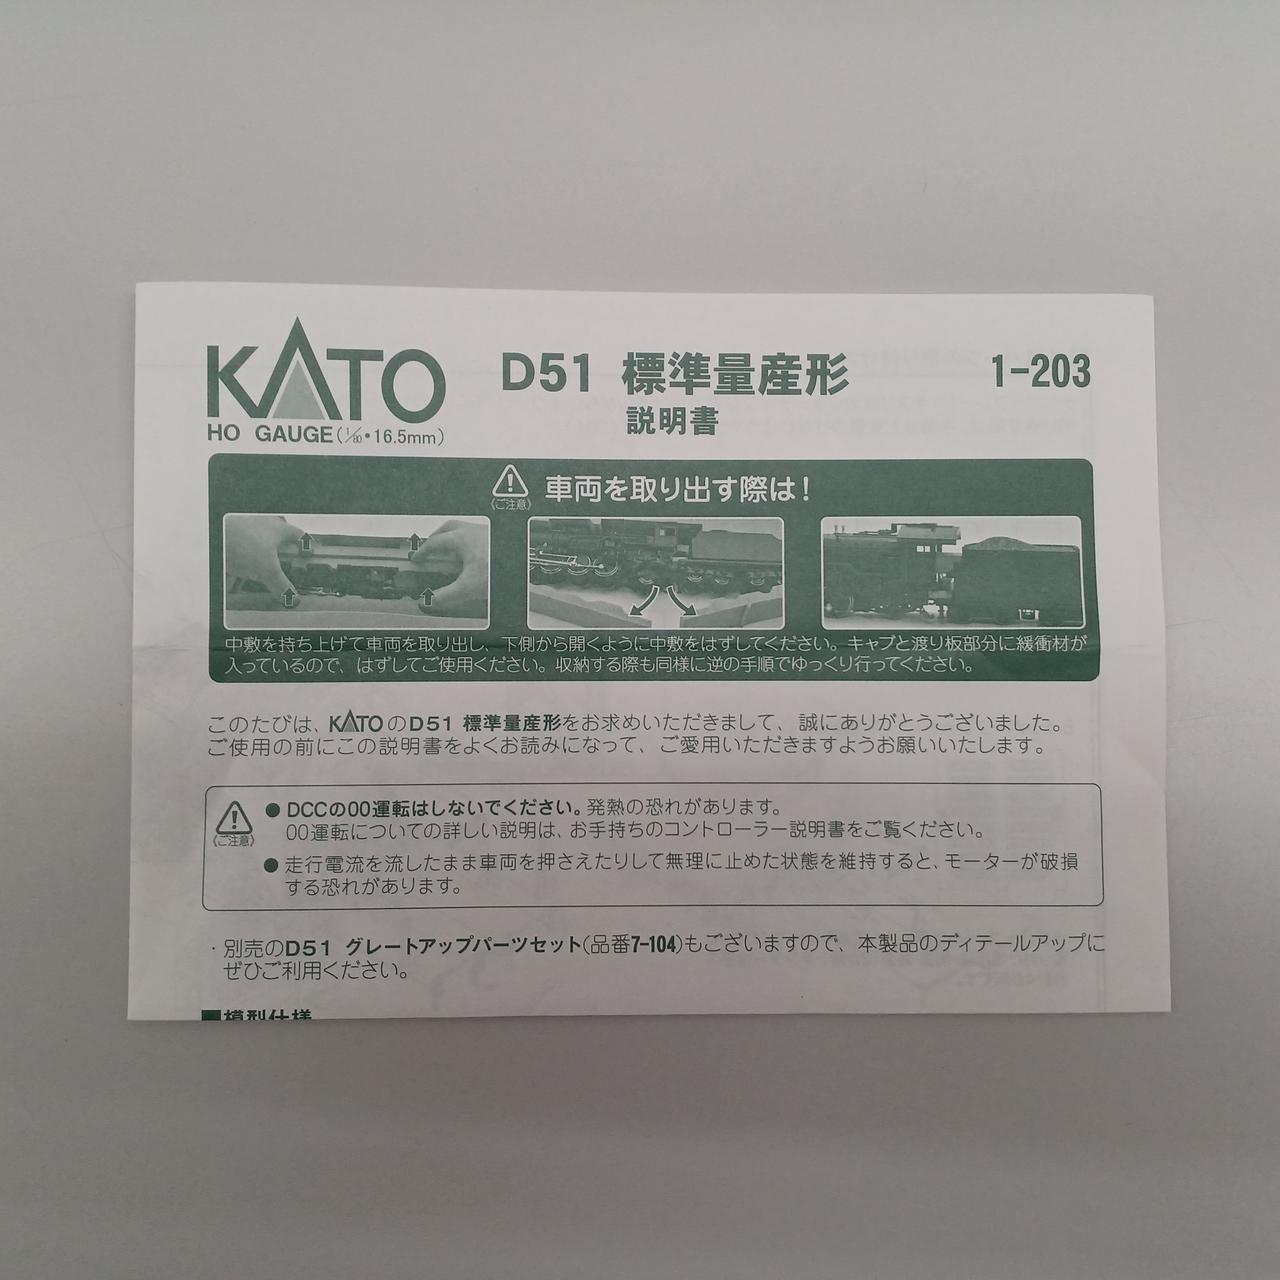 KATO
HO GAUGE(1/80・16.5mm)
D51 標準量産形
説明書
1-203
〈ご注意〉
車両を取り出す際は！
中敷を持ち上げて車両を取り出し、下側から開くように中敷をはずしてください。キャブと渡り板部分に緩衝材が
入っているので、はずしてご使用ください。収納する際も同様に逆の手順でゆっくり行ってください。
このたびは、KATOのD51 標準量産形をお求めいただきまして、誠にありがとうございました。
ご使用の前にこの説明書をよくお読みになって、ご愛用いただきますようお願いいたします。
〈ご注意〉
● DCCの00運転はしないでください。発熱の恐れがあります。
00運転についての詳しい説明は、お手持ちのコントローラー説明書をご覧ください。
● 走行電流を流したまま車両を押さえたりして無理に止めた状態を維持すると、モーターが破損
する恐れがあります。
・別売のD51 グレートアップパーツセット(品番7-104)もございますので、本製品のディテールアップに
ぜひご利用ください。
■模型仕様